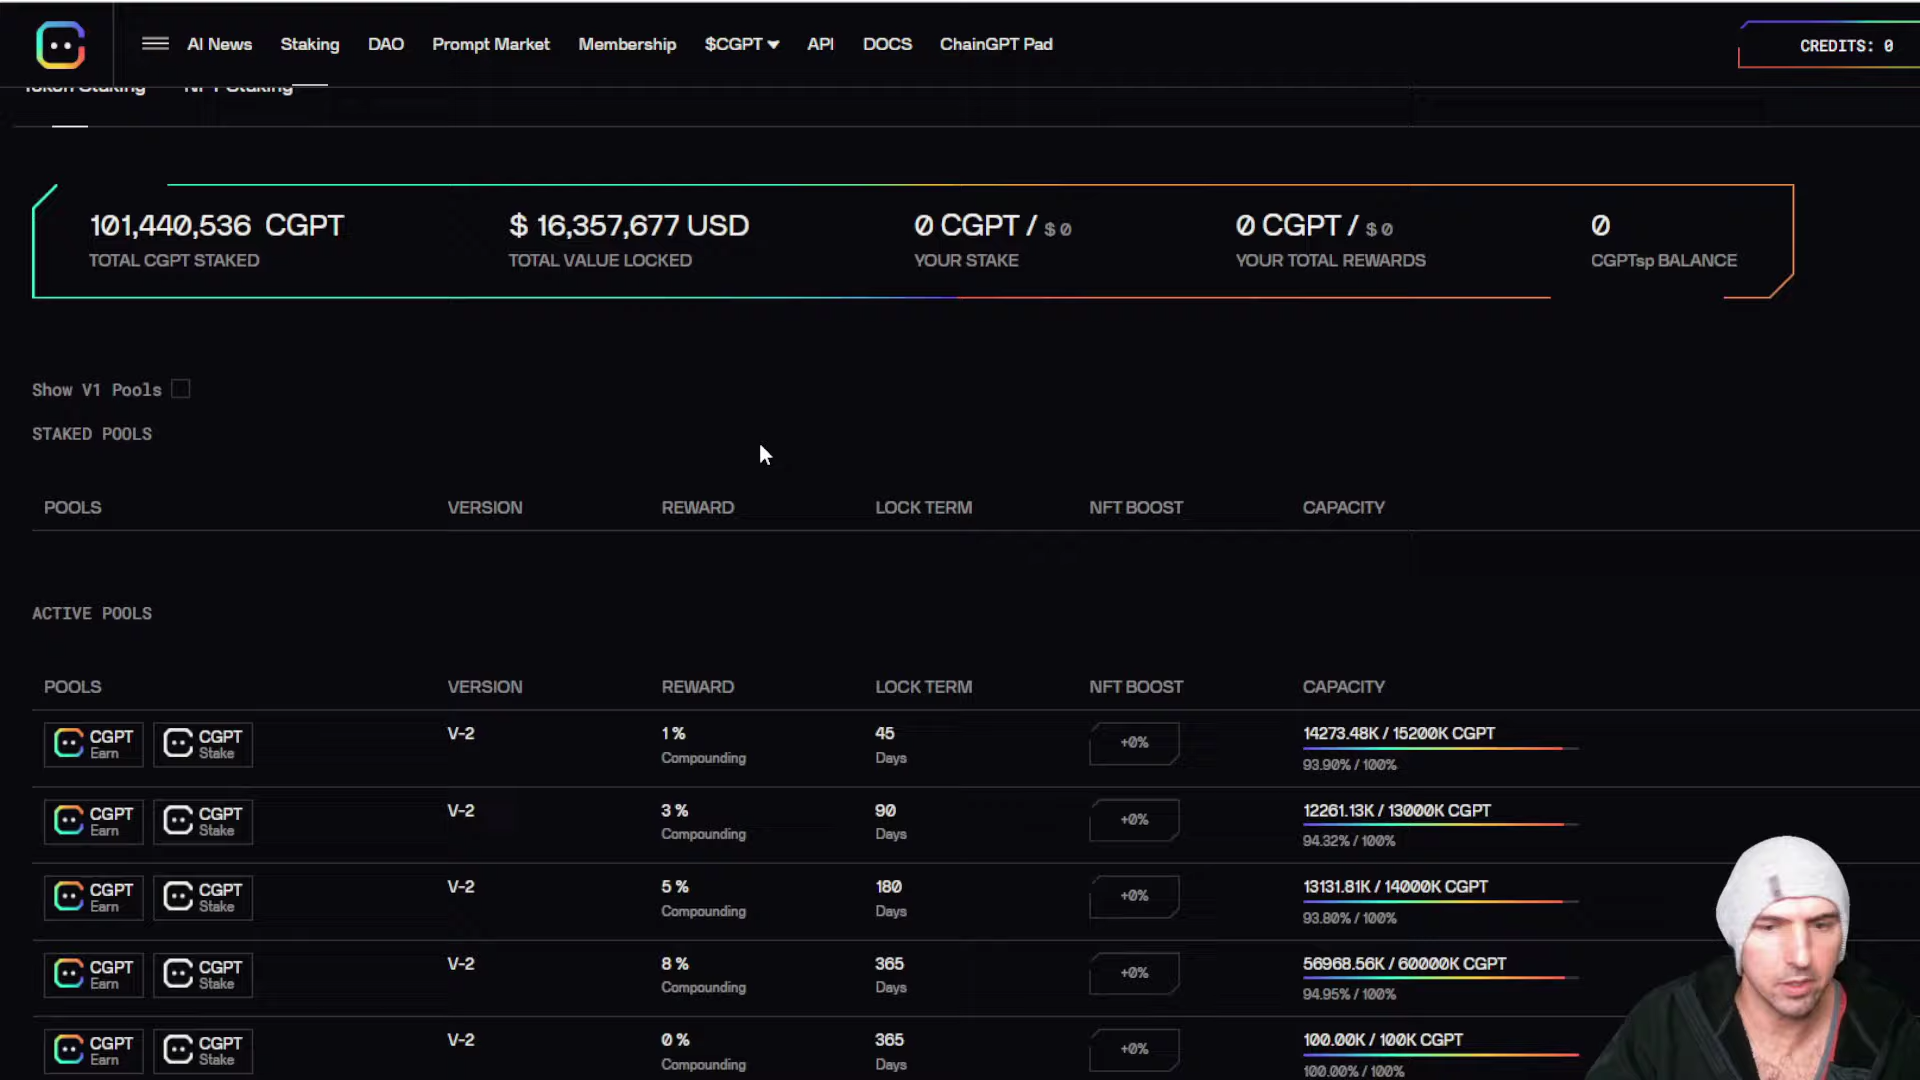 AI News Staking DAO Prompt Market Membership $CGPT API DOCS ChainGPT Pad CREDITS: 0
Token Staking NFT Staking
101,440,536 CGPT $ 16,357,677 USD 0 CGPT / $ 0 0 CGPT / $ 0 0
TOTAL CGPT STAKED TOTAL VALUE LOCKED YOUR STAKE YOUR TOTAL REWARDS CGPTsp BALANCE
Show V1 Pools
STAKED POOLS
POOLS VERSION REWARD LOCK TERM NFT BOOST CAPACITY
ACTIVE POOLS
POOLS VERSION REWARD LOCK TERM NFT BOOST CAPACITY
CGPT CGPT V-2 1 % 45 +0% 14273.48K / 15200K CGPT
Earn Stake Compounding Days 93.90% / 100%
CGPT CGPT V-2 3 % 90 +0% 12261.13K / 13000K CGPT
Earn Stake Compounding Days 94.32% / 100%
CGPT CGPT V-2 5 % 180 +0% 13131.81K / 14000K CGPT
Earn Stake Compounding Days 93.80% / 100%
CGPT CGPT V-2 8 % 365 +0% 56968.56K / 60000K CGPT
Earn Stake Compounding Days 94.95% / 100%
CGPT CGPT V-2 0 % 365 +0% 100.00K / 100K CGPT
Earn Stake Compounding Days 100.00% / 100%